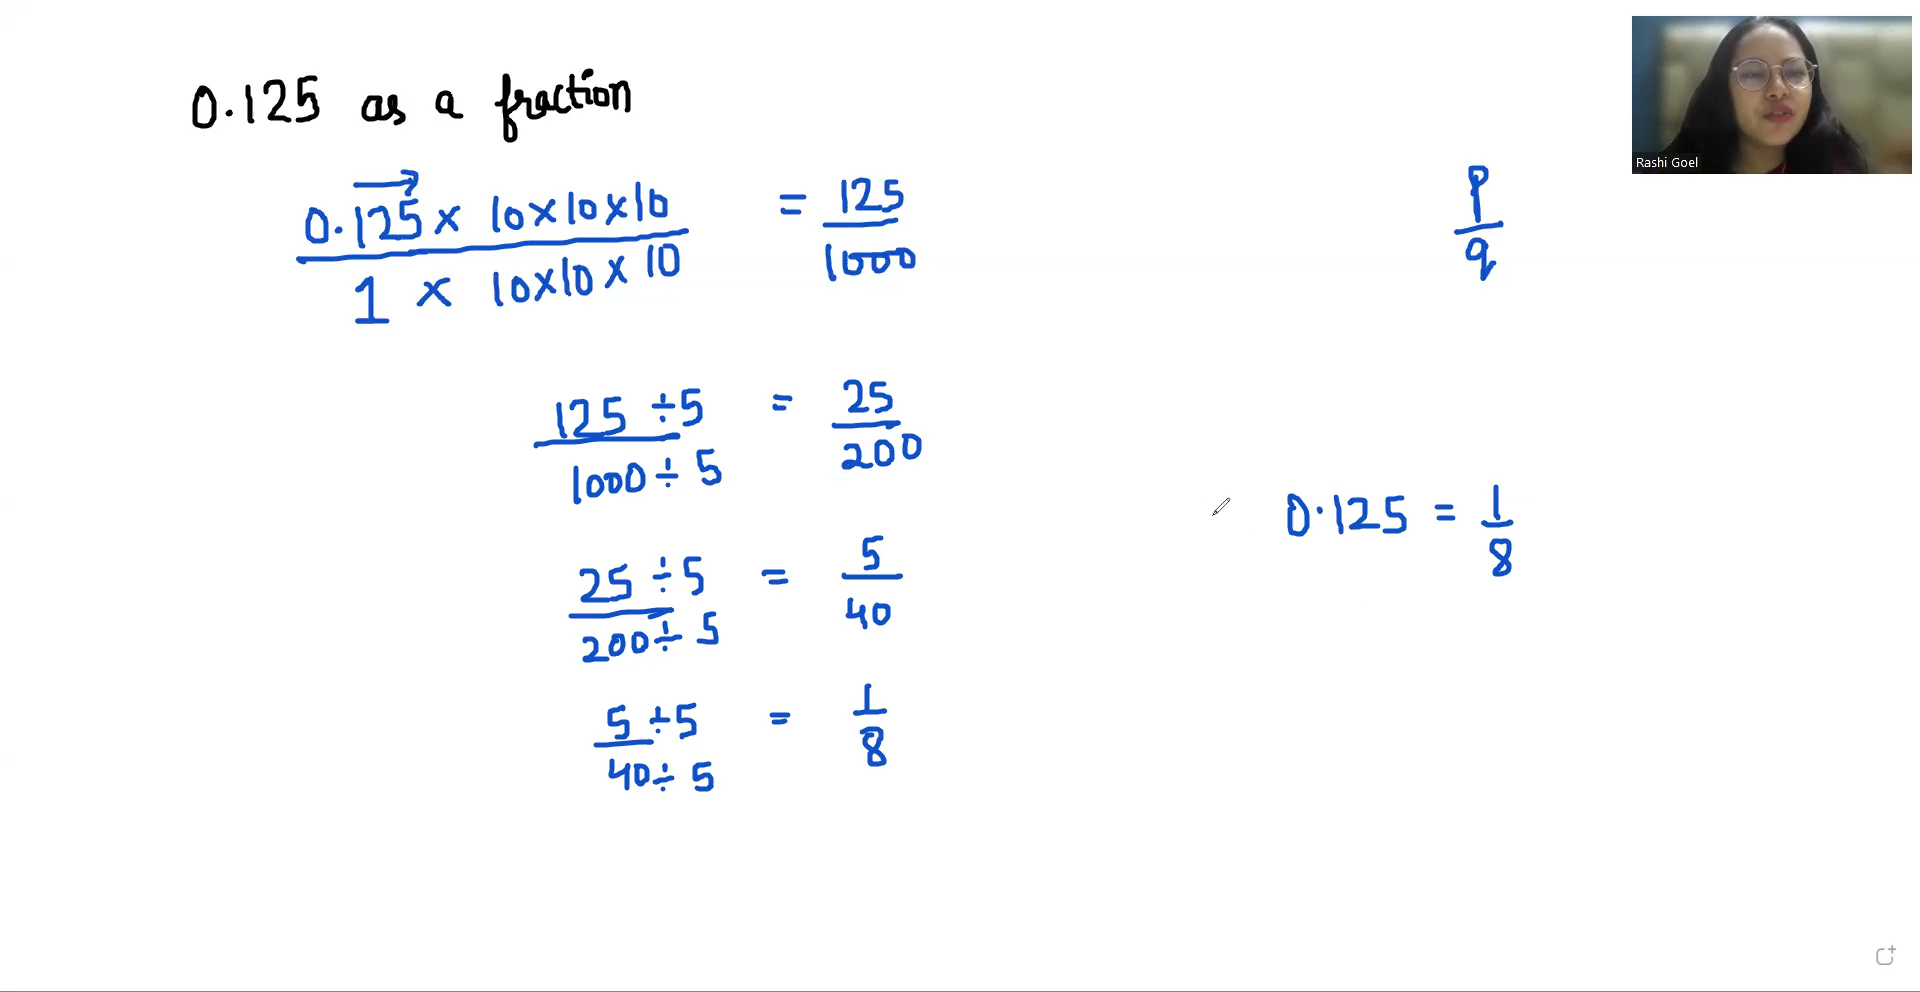 0.125 as a fraction
Rashi Goel
0.125 × 10×10×10 = 125
1 × 10×10×10 1000
p
q
125 ÷5 = 25
1000÷ 5 200
0.125 = 1
8
25 ÷5 = 5
200÷ 5 40
5 ÷5 = 1
40÷ 5 8